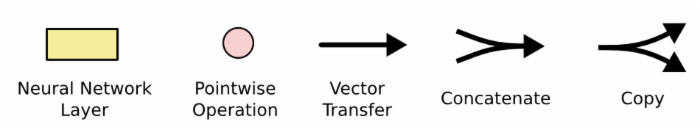 Neural Network
Layer
Pointwise
Operation
Vector
Transfer
Concatenate
Copy